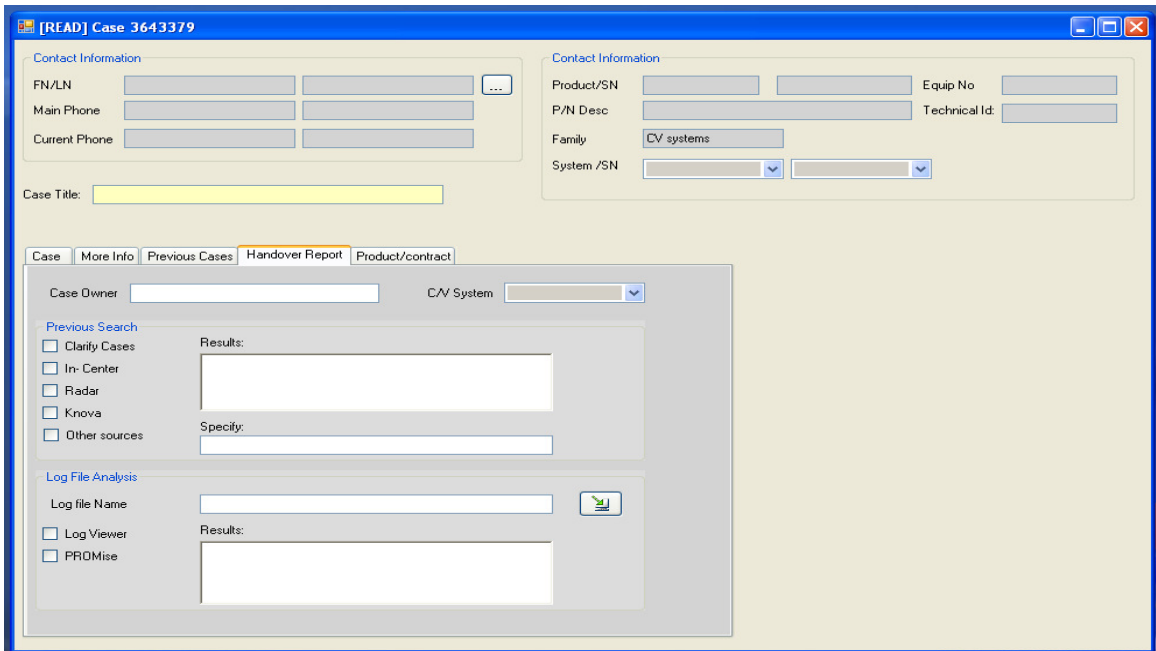 [READ] Case 3643379
Contact Information
FN/LN
...
Main Phone
Current Phone
Contact Information
Product/SN
Equip No
P/N Desc
Technical Id:
Family
CV systems
System /SN
Case Title:
Case
More Info
Previous Cases
Handover Report
Product/contract
Case Owner
C/V System
Previous Search
Clarify Cases
In- Center
Radar
Knova
Other sources
Results:
Specify:
Log File Analysis
Log file Name
Log Viewer
PROMise
Results: